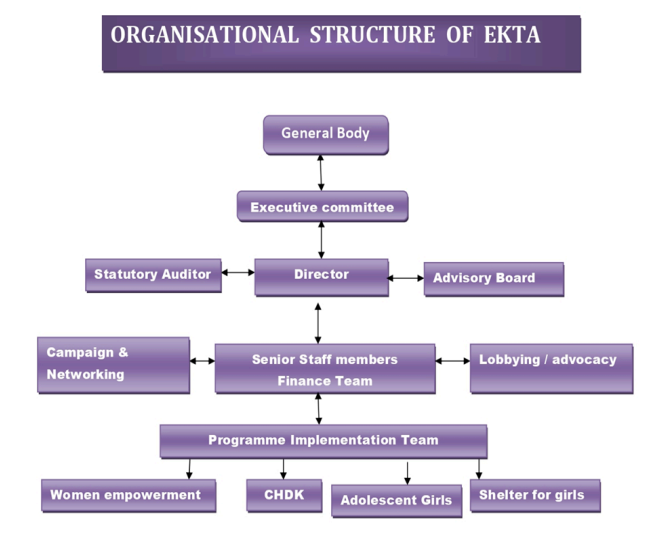 ORGANISATIONAL STRUCTURE OF EKTA
General Body
Executive committee
Statutory Auditor
Director
Advisory Board
Campaign &
Networking
Senior Staff members
Finance Team
Lobbying / advocacy
Programme Implementation Team
Women empowerment
CHDK
Adolescent Girls
Shelter for girls